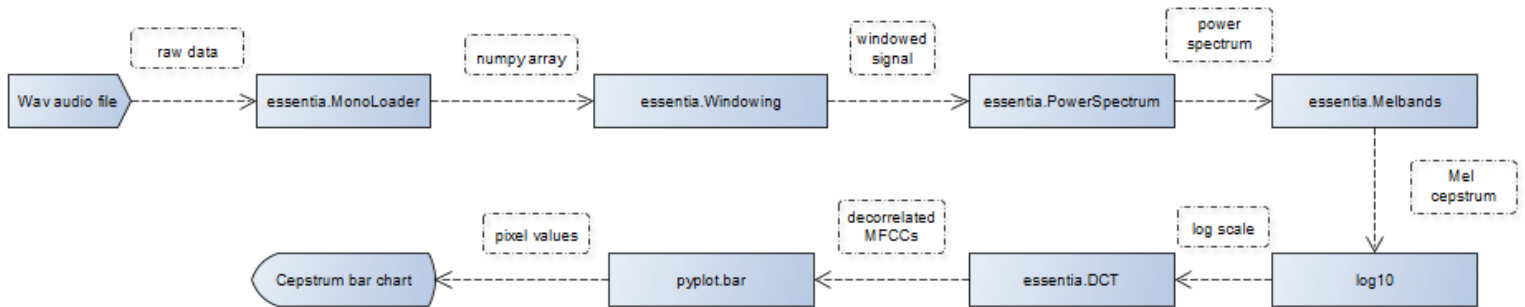 raw data
numpy array
windowed
signal
power
spectrum
Wav audio file
essentia.MonoLoader
essentia.Windowing
essentia.PowerSpectrum
essentia.Melbands
Mel
cepstrum
log scale
decorrelated
MFCCs
pixel values
log10
essentia.DCT
pyplot.bar
Cepstrum bar chart